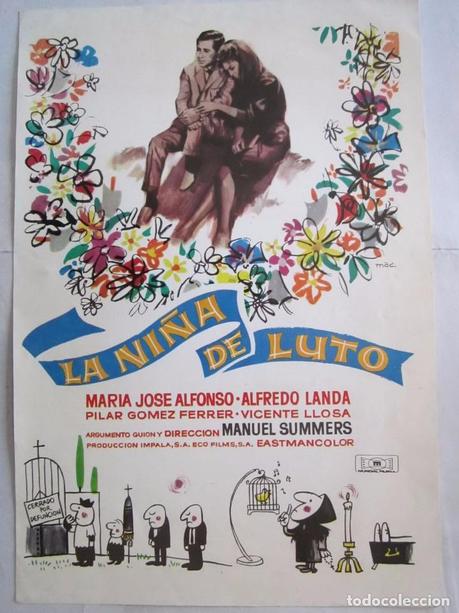 mac.
LA NIÑA
DE LUTO
MARIA JOSE ALFONSO · ALFREDO LANDA
PILAR GOMEZ FERRER · VICENTE LLOSA
ARGUMENTO GUION Y DIRECCION MANUEL SUMMERS
PRODUCCION IMPALA, S.A. ECO FILMS, S.A. EASTMANCOLOR
CERRADO
POR
DEFUNCION
todocoleccion